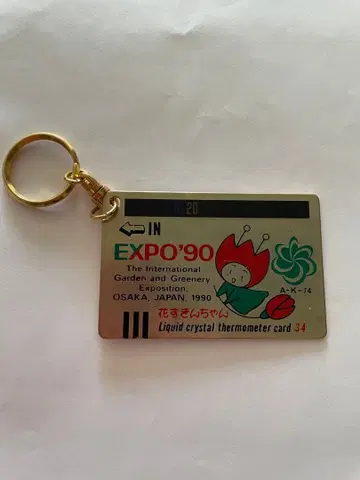 20
IN
EXPO'90
The International
Garden and Greenery
Exposition,
OSAKA, JAPAN, 1990
A-K-74
花ずきんちゃん
Liquid crystal thermometer card 34